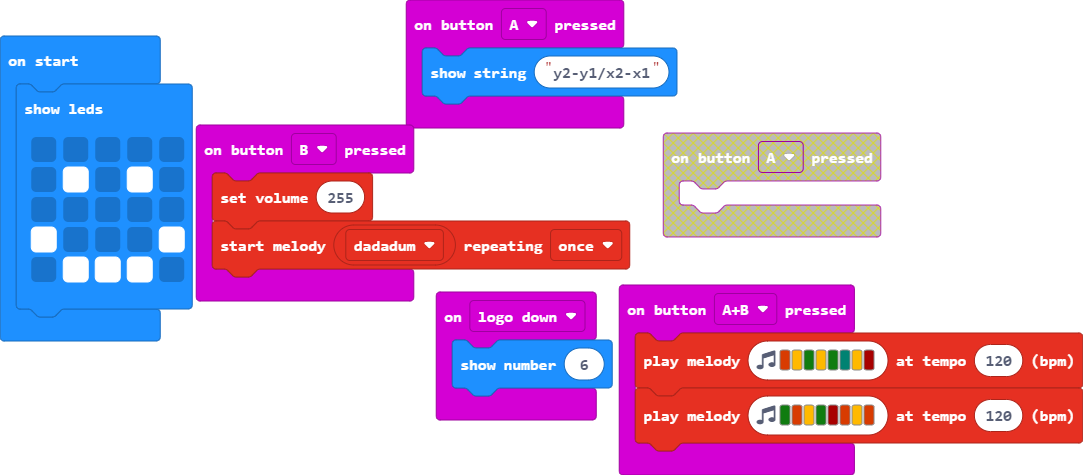 on start
show leds
on button A pressed
show string "y2-y1/x2-x1"
on button B pressed
set volume 255
start melody dadadum repeating once
on button A pressed
on logo down
show number 6
on button A+B pressed
play melody at tempo 120 (bpm)
play melody at tempo 120 (bpm)